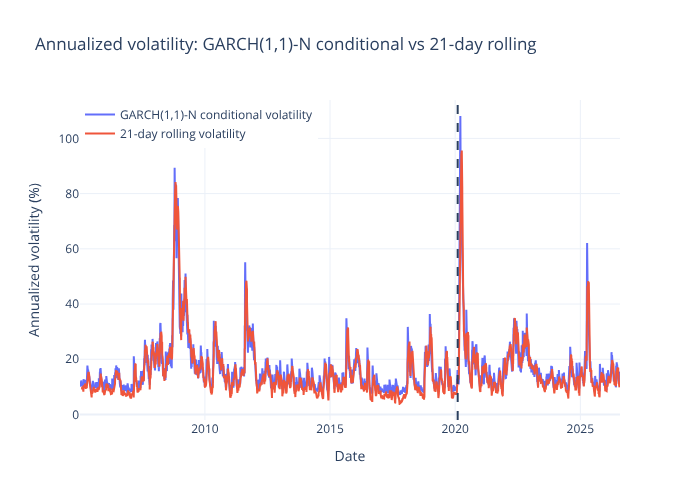 Annualized volatility: GARCH(1,1)-N conditional vs 21-day rolling
GARCH(1,1)-N conditional volatility
21-day rolling volatility
Annualized volatility (%)
100
80
60
40
20
0
2010
2015
2020
2025
Date